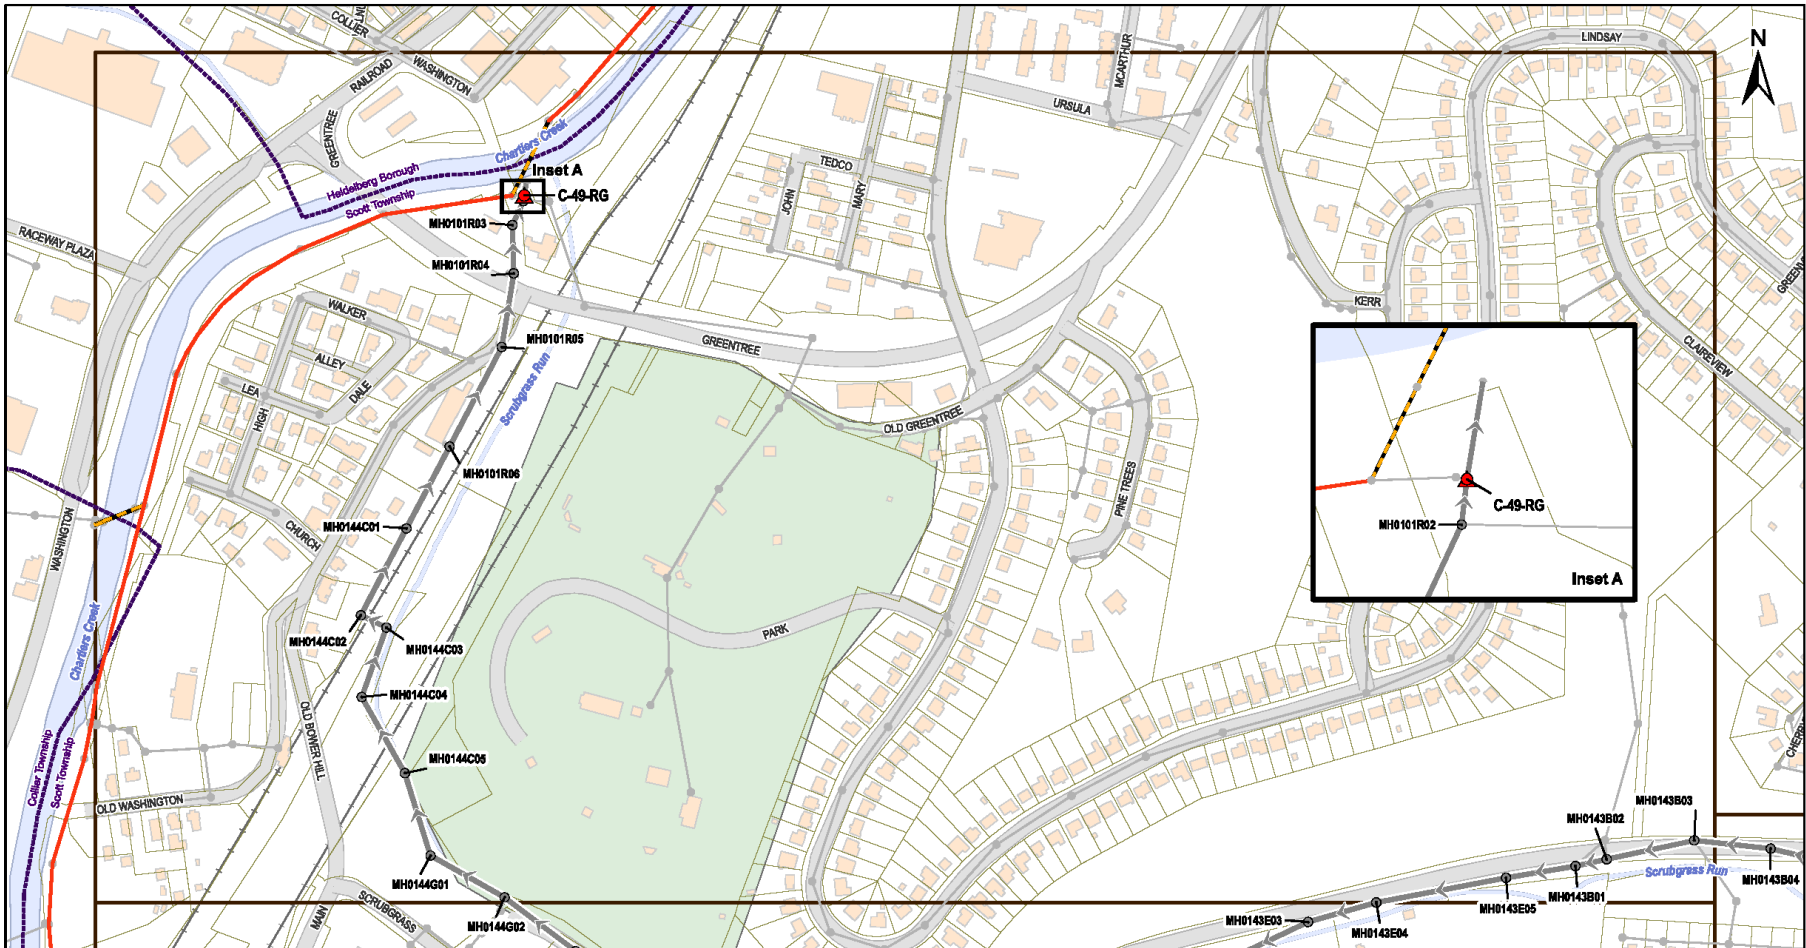 COLLIER
WALNU
WASHINGTON
RAILROAD
GREENTREE
Chartiers Creek
Heidelberg Borough
Scott Township
Inset A
C-49-RG
MH0101R03
MH0101R04
MH0101R05
MH0101R06
MH0144C01
MH0144C02
MH0144C03
MH0144C04
MH0144C05
MH0144G01
MH0144G02
RACEWAY PLAZA
WALKER
ALLEY
DALE
LEA
HIGH
CHURCH
WASHINGTON
Chartiers Creek
Scrubgrass Run
Collier Township
Scott Township
OLD WASHINGTON
OLD BOWER HILL
MAIN
SCRUBGRASS
TEDCO
JOHN
MARY
URSULA
MCARTHUR
GREENTREE
OLD GREENTREE
PINE TREES
PARK
KERR
LINDSAY
N
CLAIREVIEW
C-49-RG
MH0101R02
Inset A
MH0143B03
MH0143B02
MH0143B01
MH0143B04
MH0143E05
MH0143E04
MH0143E03
Scrubgrass Run